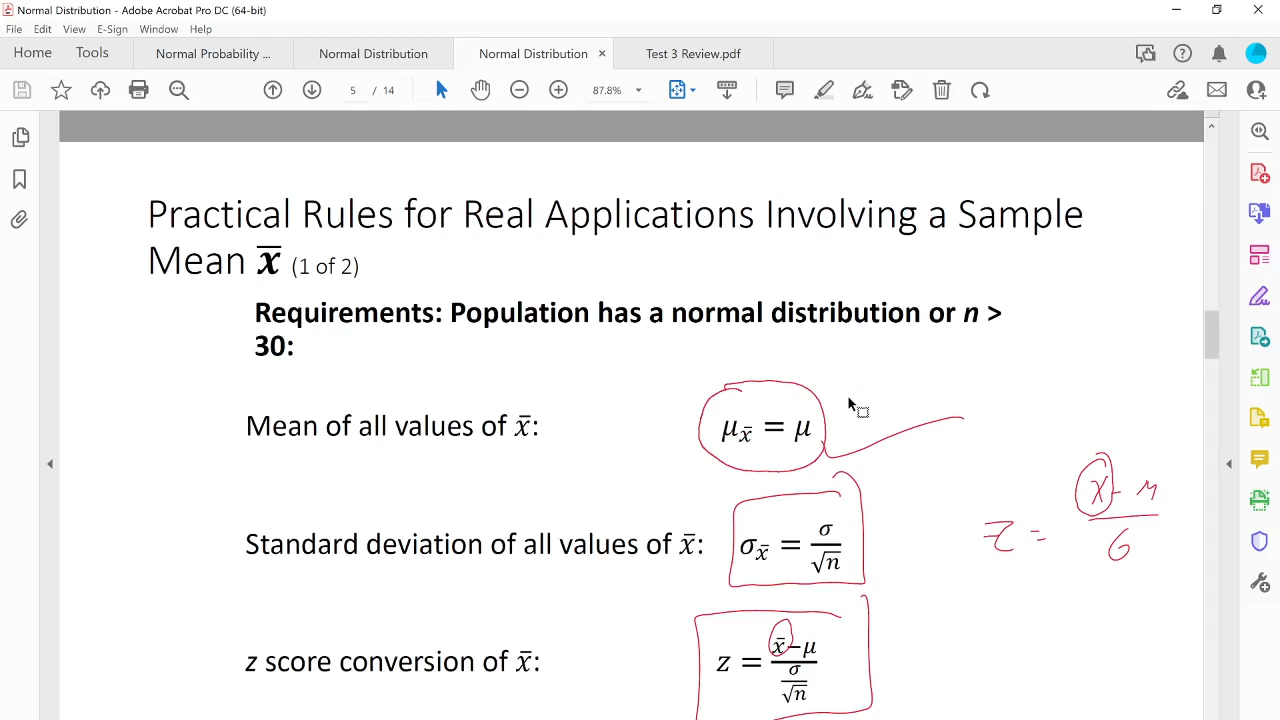 Normal Distribution - Adobe Acrobat Pro DC (64-bit)
File Edit View E-Sign Window Help
Home Tools Normal Probability ... Normal Distribution Normal Distribution × Test 3 Review.pdf
5 / 14 87.8%
Practical Rules for Real Applications Involving a Sample
Mean x̄ (1 of 2)
Requirements: Population has a normal distribution or n >
30:
Mean of all values of x̄: μ_x̄ = μ
Standard deviation of all values of x̄: σ_x̄ = σ/√n
z = (x - μ)/σ
z score conversion of x̄: z = (x̄−μ)/(σ/√n)